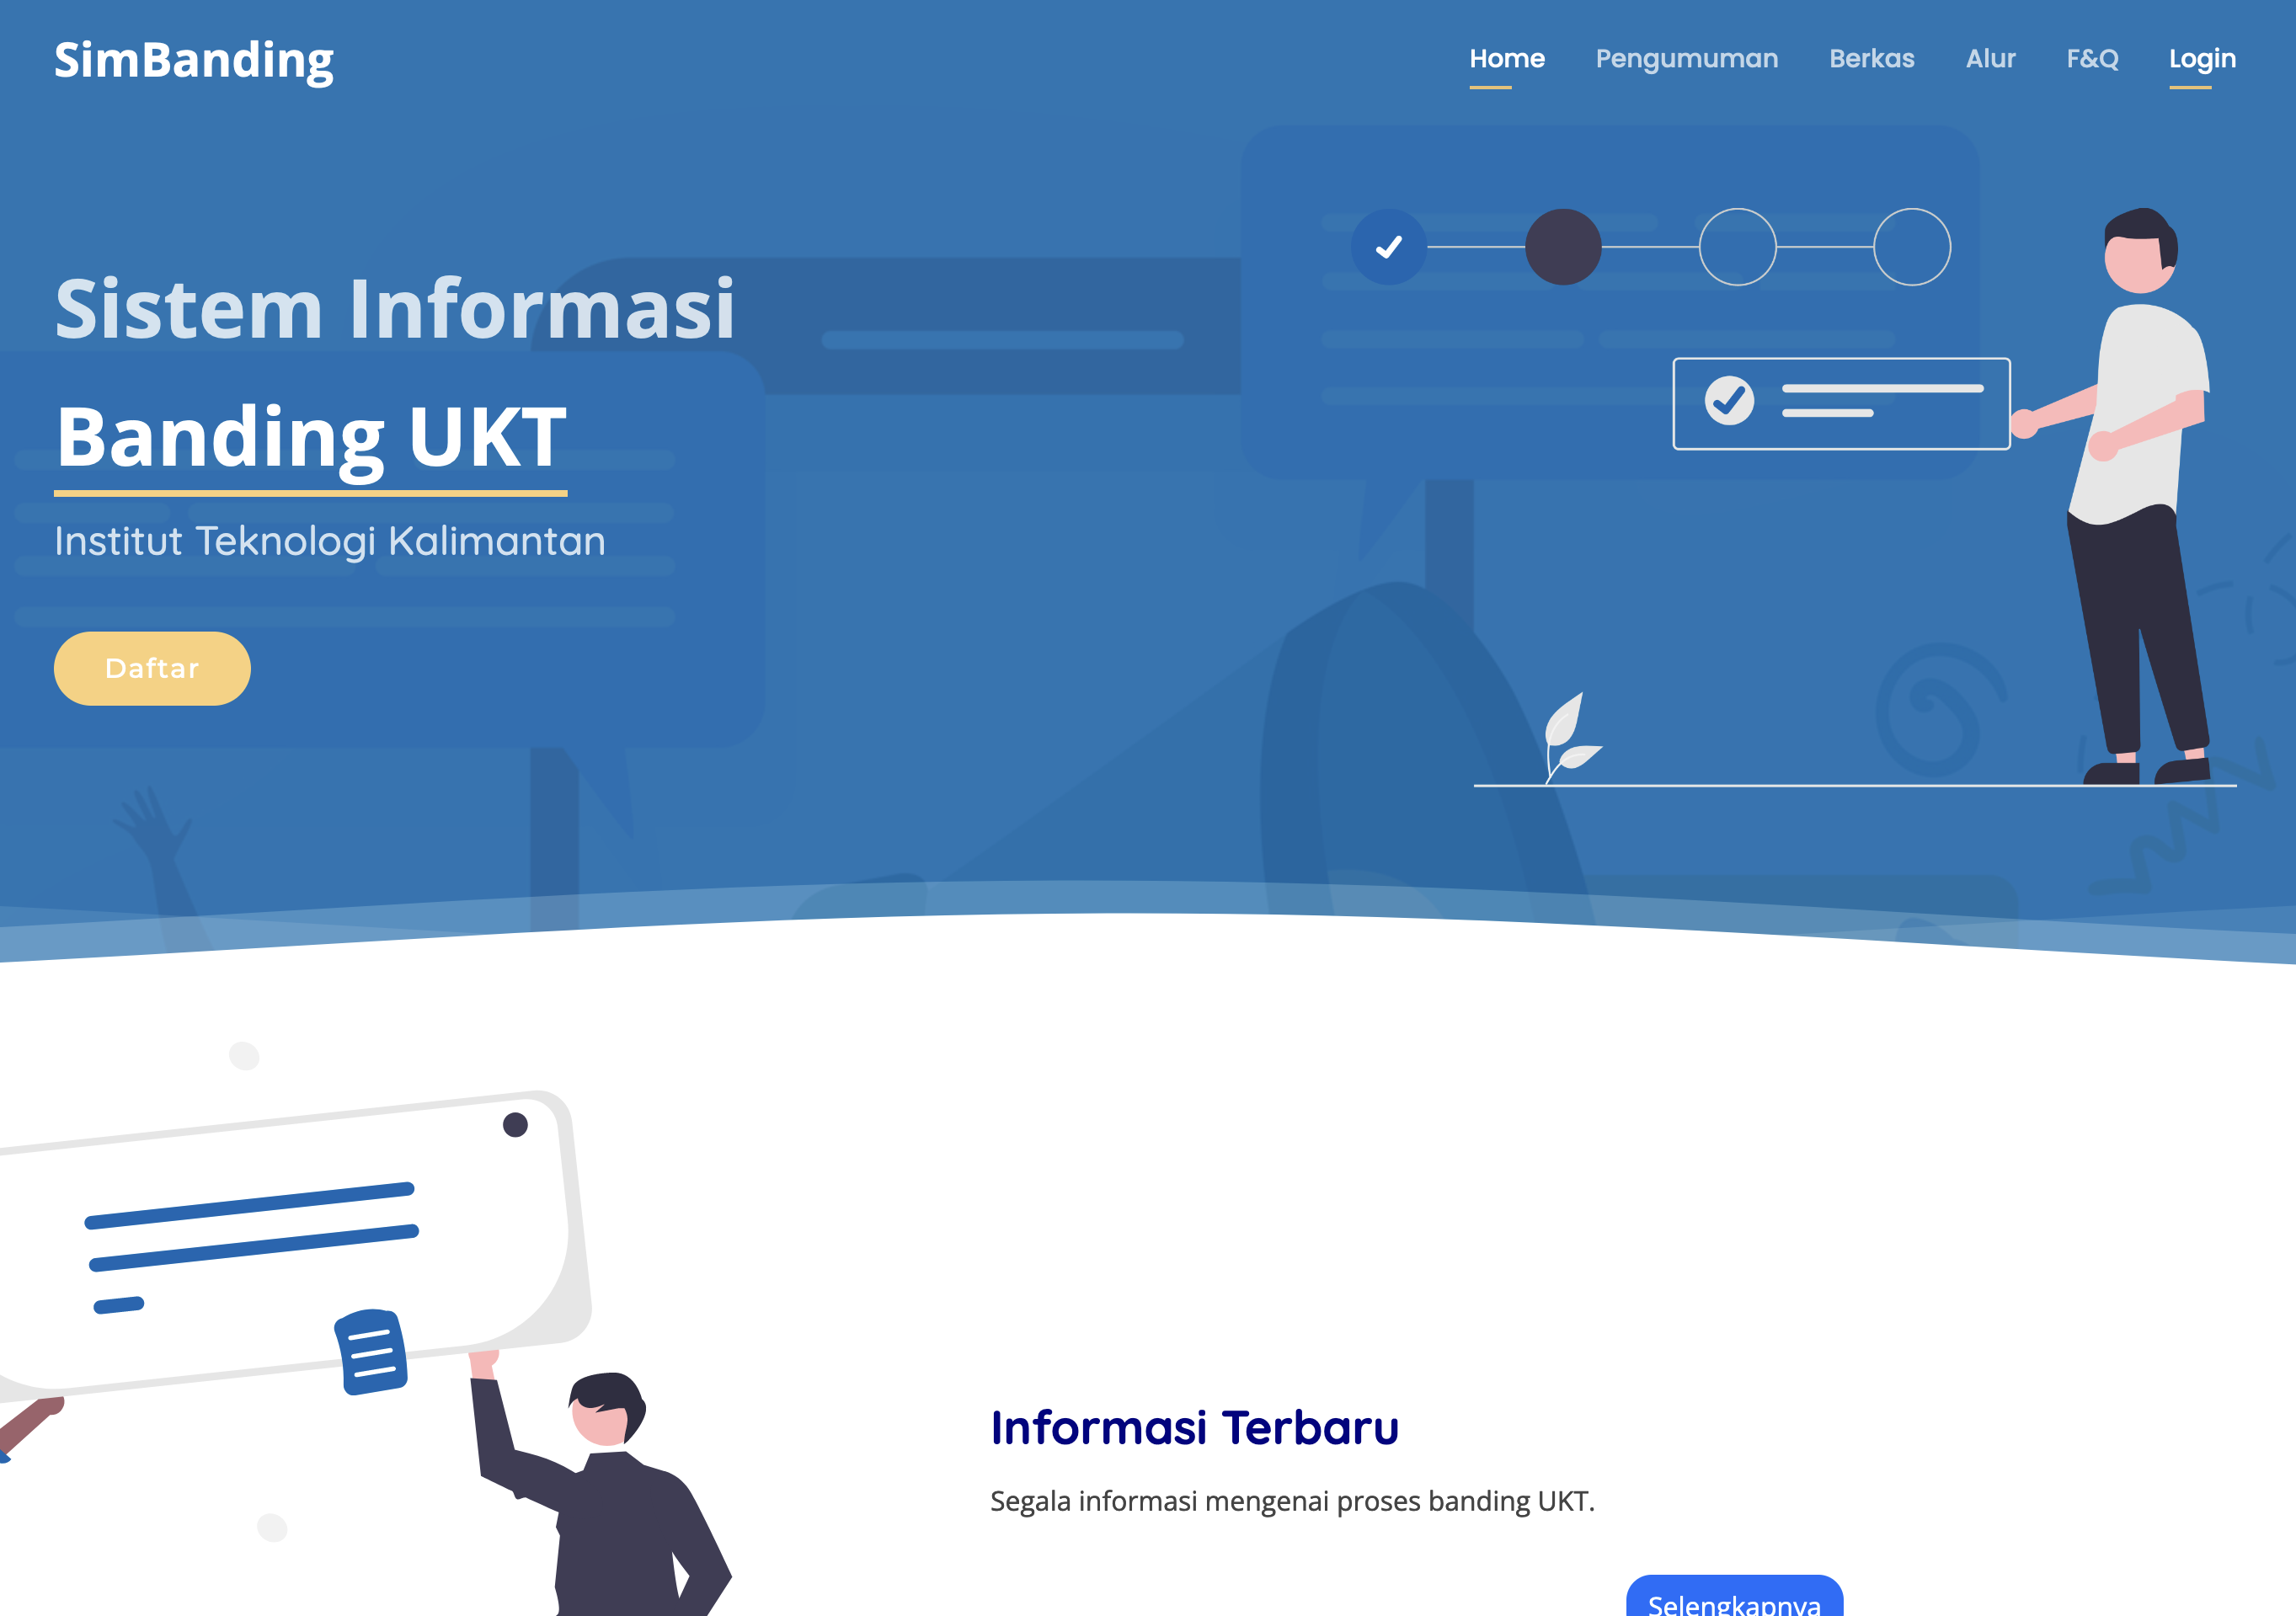 SimBanding
Home Pengumuman Berkas Alur F&Q Login
Sistem Informasi
Banding UKT
Institut Teknologi Kalimantan
Daftar
Informasi Terbaru
Segala informasi mengenai proses banding UKT.
Selengkapnya